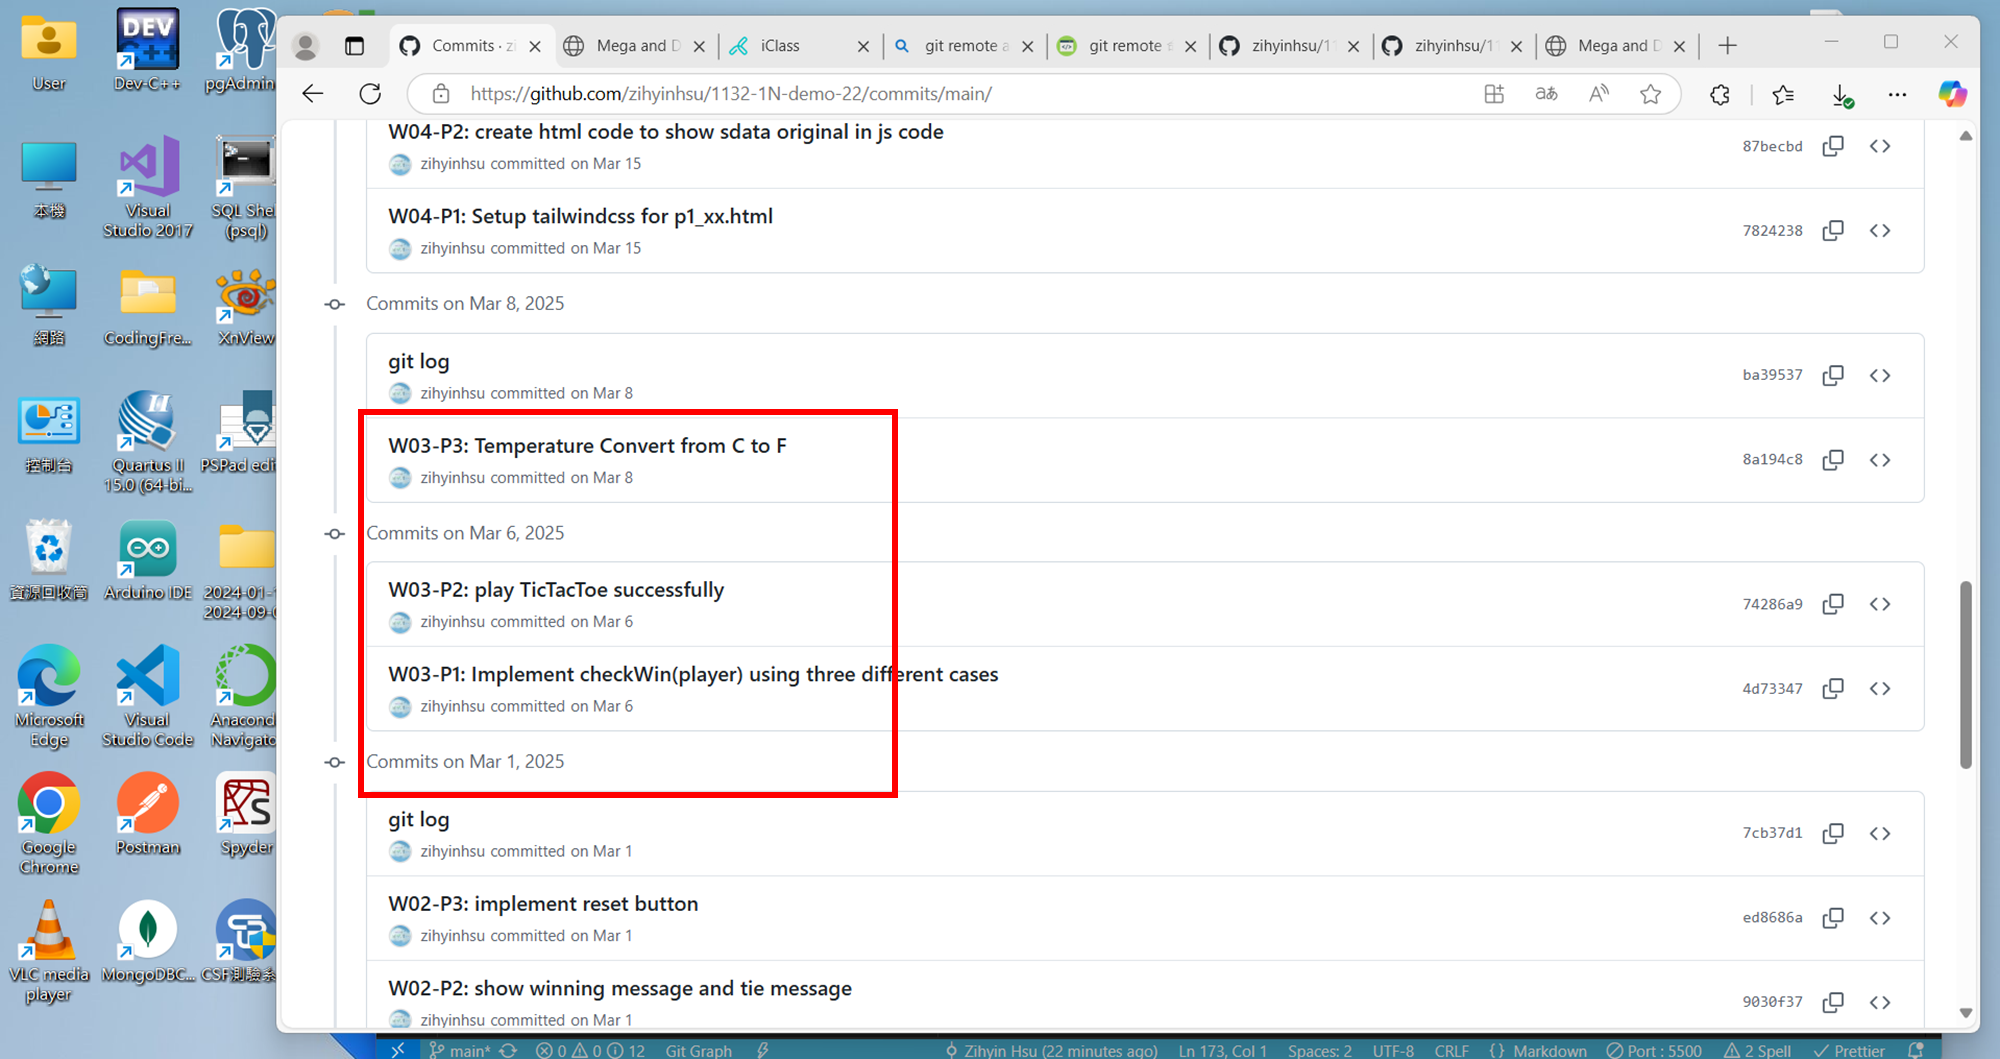 User
Dev-C++
pgAdmin
本機
Visual
Studio 2017
SQL She
(psql)
網路
CodingFre...
XnView
控制台
Quartus II
15.0 (64-bi...
PSPad edit
資源回收筒
Arduino IDE
2024-01-
2024-09-
Microsoft
Edge
Visual
Studio Code
Anacond
Navigato
Google
Chrome
Postman
Spyder
VLC media
player
MongoDBC...
CSF測驗系
DEV
C++
Commits · zi
Mega and D
iClass
git remote a
git remote
zihyinhsu/11
zihyinhsu/11
Mega and D
https://github.com/zihyinhsu/1132-1N-demo-22/commits/main/
W04-P2: create html code to show sdata original in js code
zihyinhsu committed on Mar 15
87becbd
W04-P1: Setup tailwindcss for p1_xx.html
zihyinhsu committed on Mar 15
7824238
Commits on Mar 8, 2025
git log
zihyinhsu committed on Mar 8
ba39537
W03-P3: Temperature Convert from C to F
zihyinhsu committed on Mar 8
8a194c8
Commits on Mar 6, 2025
W03-P2: play TicTacToe successfully
zihyinhsu committed on Mar 6
74286a9
W03-P1: Implement checkWin(player) using three different cases
zihyinhsu committed on Mar 6
4d73347
Commits on Mar 1, 2025
git log
zihyinhsu committed on Mar 1
7cb37d1
W02-P3: implement reset button
zihyinhsu committed on Mar 1
ed8686a
W02-P2: show winning message and tie message
zihyinhsu committed on Mar 1
9030f37
main* 0 0 12 Git Graph Zihyin Hsu (22 minutes ago) Ln 173, Col 1 Spaces: 2 UTF-8 CRLF {} Markdown Port : 5500 2 Spell Prettier